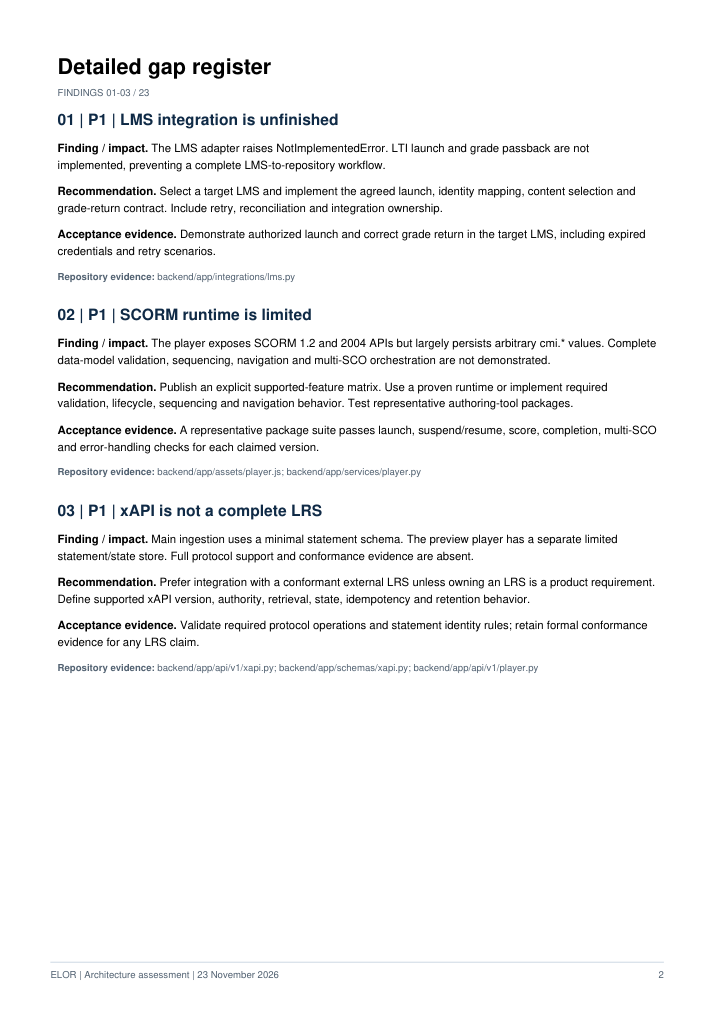 Detailed gap register
FINDINGS 01-03 / 23
01 | P1 | LMS integration is unfinished
Finding / impact. The LMS adapter raises NotImplementedError. LTI launch and grade passback are not
implemented, preventing a complete LMS-to-repository workflow.
Recommendation. Select a target LMS and implement the agreed launch, identity mapping, content selection and
grade-return contract. Include retry, reconciliation and integration ownership.
Acceptance evidence. Demonstrate authorized launch and correct grade return in the target LMS, including expired
credentials and retry scenarios.
Repository evidence: backend/app/integrations/lms.py
02 | P1 | SCORM runtime is limited
Finding / impact. The player exposes SCORM 1.2 and 2004 APIs but largely persists arbitrary cmi.* values. Complete
data-model validation, sequencing, navigation and multi-SCO orchestration are not demonstrated.
Recommendation. Publish an explicit supported-feature matrix. Use a proven runtime or implement required
validation, lifecycle, sequencing and navigation behavior. Test representative authoring-tool packages.
Acceptance evidence. A representative package suite passes launch, suspend/resume, score, completion, multi-SCO
and error-handling checks for each claimed version.
Repository evidence: backend/app/assets/player.js; backend/app/services/player.py
03 | P1 | xAPI is not a complete LRS
Finding / impact. Main ingestion uses a minimal statement schema. The preview player has a separate limited
statement/state store. Full protocol support and conformance evidence are absent.
Recommendation. Prefer integration with a conformant external LRS unless owning an LRS is a product requirement.
Define supported xAPI version, authority, retrieval, state, idempotency and retention behavior.
Acceptance evidence. Validate required protocol operations and statement identity rules; retain formal conformance
evidence for any LRS claim.
Repository evidence: backend/app/api/v1/xapi.py; backend/app/schemas/xapi.py; backend/app/api/v1/player.py
ELOR | Architecture assessment | 23 November 2026
2